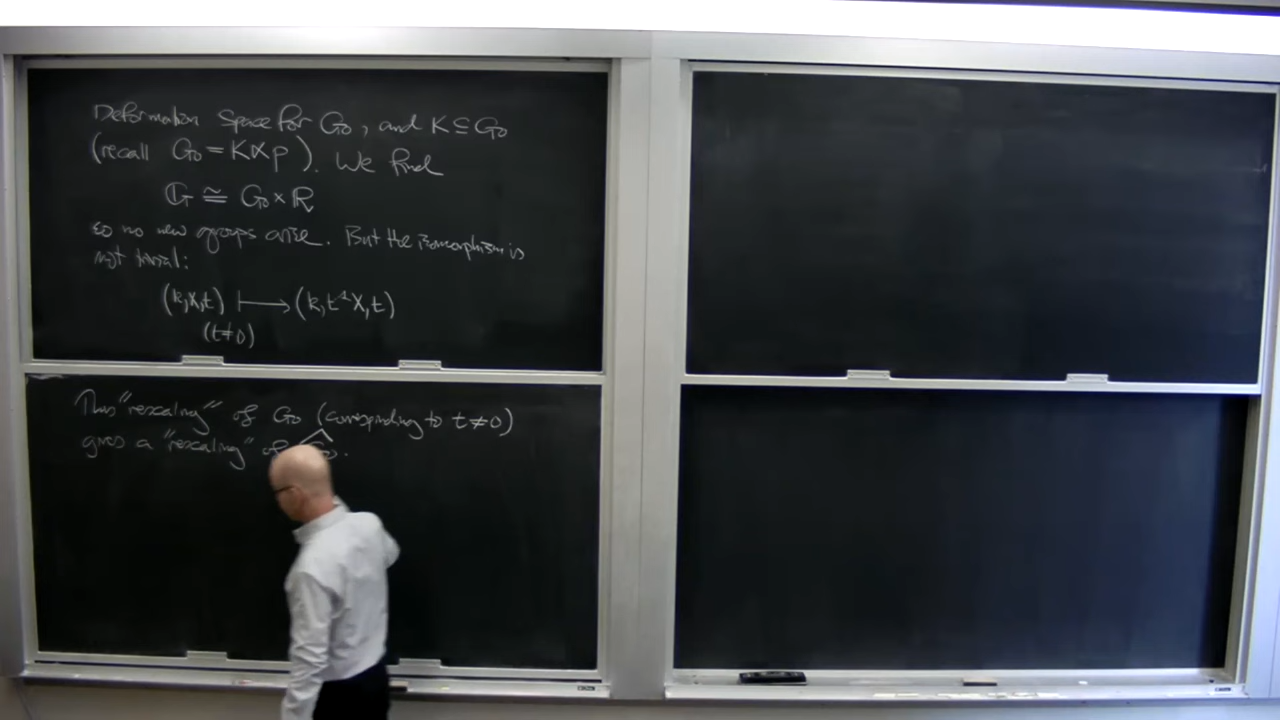 Deformation Space for G₀, and K ⊆ G₀
(recall G₀ = K⋉p). We find
𝔾 ≅ G₀ × ℝ
so no new groups arise. But the isomorphism is
not trivial:
(k, X, t) ⟼ (k, t⁻¹X, t)
(t≠0)
This "rescaling" of G₀ (corresponding to t ≠ 0)
gives a "rescaling" of